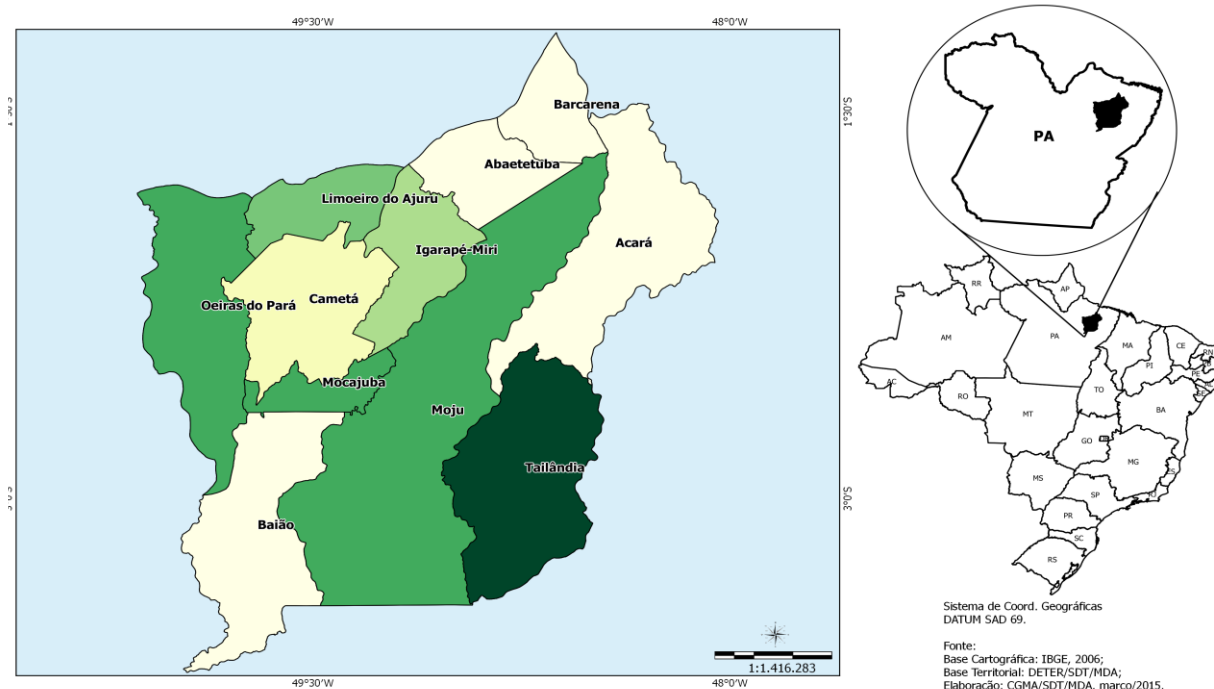 49°30'W
48°0'W
1°30'S
Barcarena
Abaetetuba
Limoeiro do Ajuru
Acará
Igarapé-Miri
Oeiras do Pará
Cametá
Mocajuba
Moju
Tailândia
Baião
3°0'S
1:1.416.283
49°30'W
48°0'W
PA
RR
AP
AM
PA
MA
CE
RN
PI
PE
AC
TO
RO
MT
BA
GO
MG
MS
ES
SP
RJ
PR
SC
RS
Sistema de Coord. Geográficas
DATUM SAD 69.
Fonte:
Base Cartográfica: IBGE, 2006;
Base Territorial: DETER/SDT/MDA;
Elaboração: CGMA/SDT/MDA, março/2015.